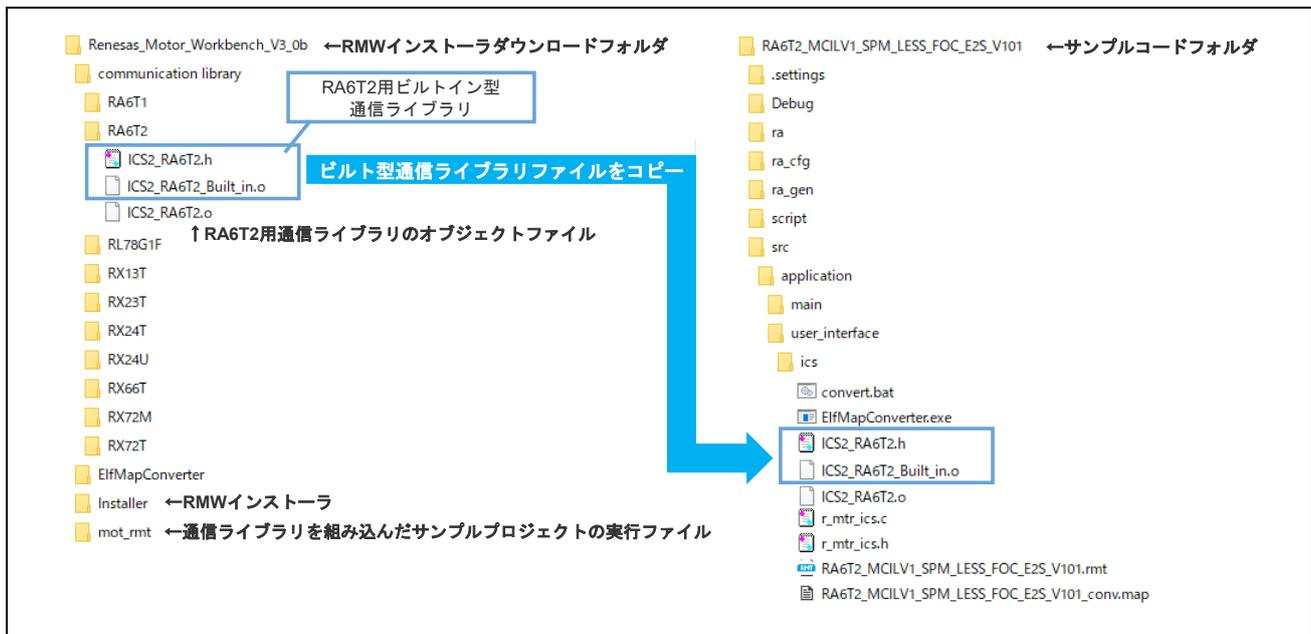 Renesas_Motor_Workbench_V3_0b ←RMWインストーラダウンロードフォルダ
communication library
RA6T2用ビルトイン型
通信ライブラリ
RA6T1
RA6T2
ICS2_RA6T2.h
ICS2_RA6T2_Built_in.o
ICS2_RA6T2.o
↑RA6T2用通信ライブラリのオブジェクトファイル
RL78G1F
RX13T
RX23T
RX24T
RX24U
RX66T
RX72M
RX72T
ElfMapConverter
Installer ←RMWインストーラ
mot_rmt ←通信ライブラリを組み込んだサンプルプロジェクトの実行ファイル
ビルト型通信ライブラリファイルをコピー
RA6T2_MCILV1_SPM_LESS_FOC_E2S_V101 ←サンプルコードフォルダ
.settings
Debug
ra
ra_cfg
ra_gen
script
src
application
main
user_interface
ics
convert.bat
ElfMapConverter.exe
ICS2_RA6T2.h
ICS2_RA6T2_Built_in.o
ICS2_RA6T2.o
r_mtr_ics.c
r_mtr_ics.h
RA6T2_MCILV1_SPM_LESS_FOC_E2S_V101.rmt
RA6T2_MCILV1_SPM_LESS_FOC_E2S_V101_conv.map